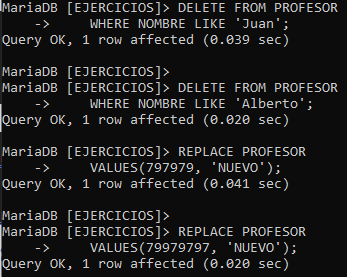 MariaDB [EJERCICIOS]> DELETE FROM PROFESOR
    ->     WHERE NOMBRE LIKE 'Juan';
Query OK, 1 row affected (0.039 sec)

MariaDB [EJERCICIOS]>
MariaDB [EJERCICIOS]> DELETE FROM PROFESOR
    ->     WHERE NOMBRE LIKE 'Alberto';
Query OK, 1 row affected (0.020 sec)

MariaDB [EJERCICIOS]> REPLACE PROFESOR
    ->     VALUES(797979, 'NUEVO');
Query OK, 1 row affected (0.041 sec)

MariaDB [EJERCICIOS]>
MariaDB [EJERCICIOS]> REPLACE PROFESOR
    ->     VALUES(79979797, 'NUEVO');
Query OK, 1 row affected (0.020 sec)